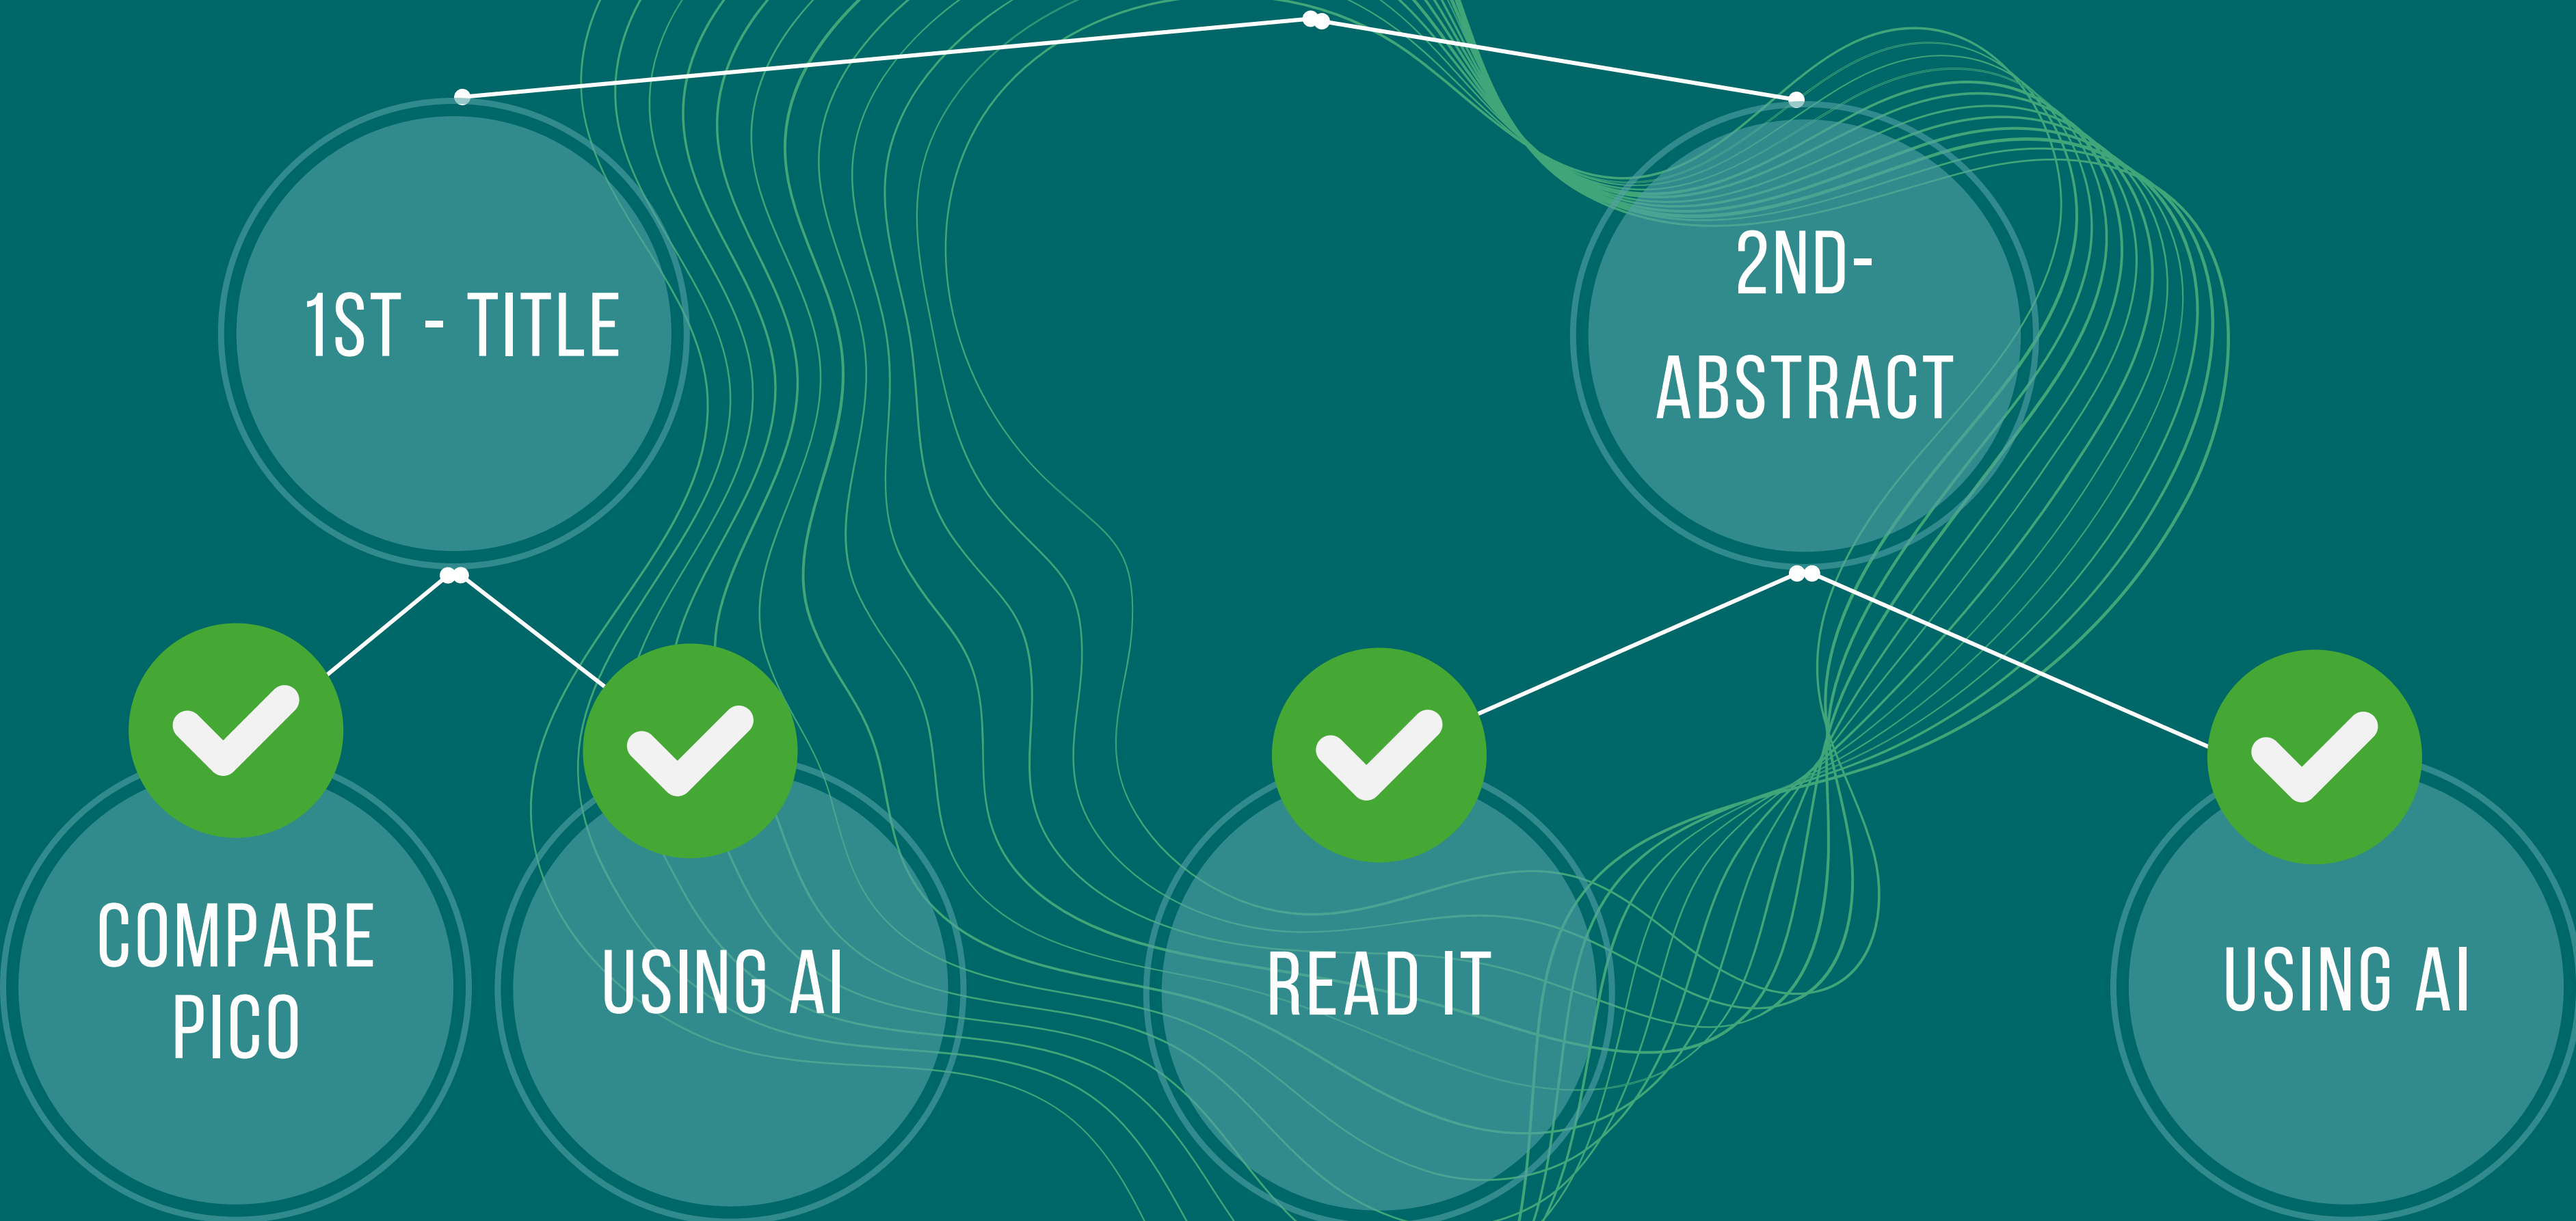 1ST - TITLE
2ND-
ABSTRACT
COMPARE
PICO
USING AI
READ IT
USING AI